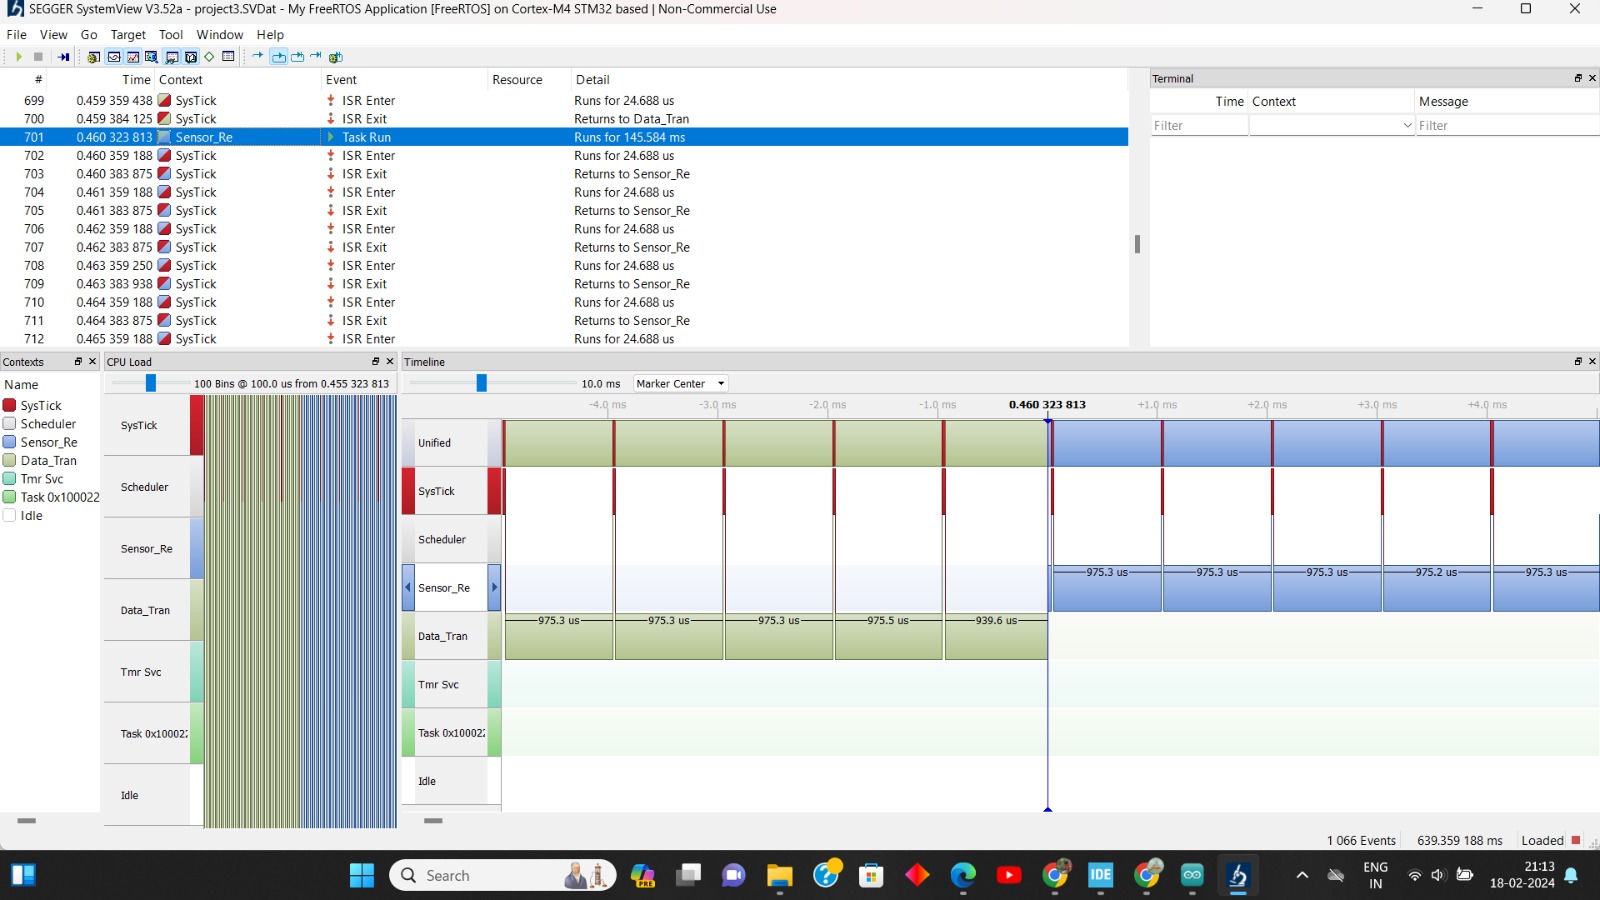 SEGGER SystemView V3.52a - project3.SVDat - My FreeRTOS Application [FreeRTOS] on Cortex-M4 STM32 based | Non-Commercial Use
File View Go Target Tool Window Help
# Time Context Event Resource Detail
699 0.459 359 438 SysTick ISR Enter Runs for 24.688 us
700 0.459 384 125 SysTick ISR Exit Returns to Data_Tran
701 0.460 323 813 Sensor_Re Task Run Runs for 145.584 ms
702 0.460 359 188 SysTick ISR Enter Runs for 24.688 us
703 0.460 383 875 SysTick ISR Exit Returns to Sensor_Re
704 0.461 359 188 SysTick ISR Enter Runs for 24.688 us
705 0.461 383 875 SysTick ISR Exit Returns to Sensor_Re
706 0.462 359 188 SysTick ISR Enter Runs for 24.688 us
707 0.462 383 875 SysTick ISR Exit Returns to Sensor_Re
708 0.463 359 250 SysTick ISR Enter Runs for 24.688 us
709 0.463 383 938 SysTick ISR Exit Returns to Sensor_Re
710 0.464 359 188 SysTick ISR Enter Runs for 24.688 us
711 0.464 383 875 SysTick ISR Exit Returns to Sensor_Re
712 0.465 359 188 SysTick ISR Enter Runs for 24.688 us
Terminal
Time Context Message
Filter Filter
Contexts
Name
SysTick
Scheduler
Sensor_Re
Data_Tran
Tmr Svc
Task 0x100022
Idle
CPU Load
100 Bins @ 100.0 us from 0.455 323 813
SysTick
Scheduler
Sensor_Re
Data_Tran
Tmr Svc
Task 0x10002
Idle
Timeline
10.0 ms Marker Center
-4.0 ms -3.0 ms -2.0 ms -1.0 ms 0.460 323 813 +1.0 ms +2.0 ms +3.0 ms +4.0 ms
Unified
SysTick
Scheduler
Sensor_Re 975.3 us 975.3 us 975.3 us 975.2 us 975.3 us
Data_Tran 975.3 us 975.3 us 975.3 us 975.5 us 939.6 us
Tmr Svc
Task 0x10002
Idle
1 066 Events 639.359 188 ms Loaded
Search
PRE
IDE
ENG
IN
21:13
18-02-2024